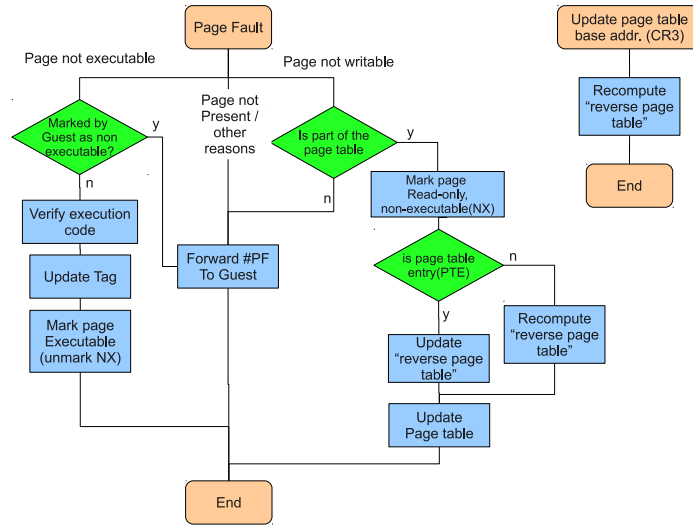 Page Fault
Update page table
base addr. (CR3)
Page not executable
Page not writable
Page not
Present /
other
reasons
Marked by
Guest as non
executable?
y
Is part of the
page table
y
Recompute
“reverse page
table”
n
n
Mark page
Read-only,
non-executable(NX)
End
Verify execution
code
Forward #PF
To Guest
Update Tag
is page table
entry(PTE)
n
Mark page
Executable
(unmark NX)
y
Update
“reverse page
table”
Recompute
“reverse page
table”
Update
Page table
End